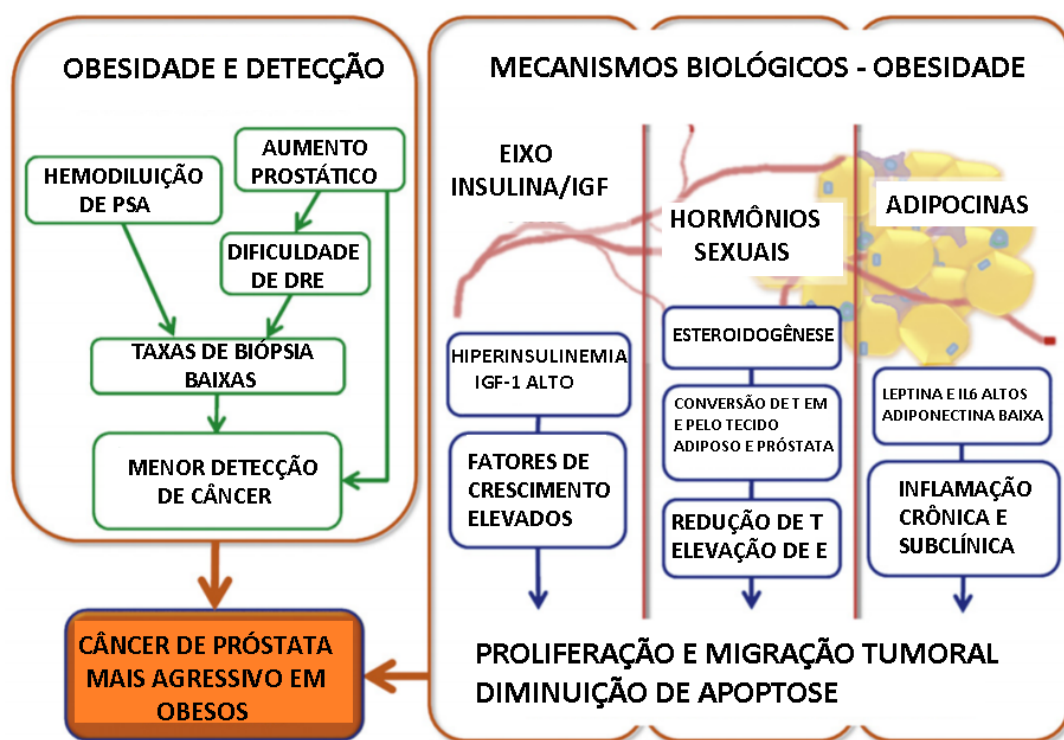 OBESIDADE E DETECÇÃO
HEMODILUIÇÃO
DE PSA
AUMENTO
PROSTÁTICO
DIFICULDADE
DE DRE
TAXAS DE BIÓPSIA
BAIXAS
MENOR DETECÇÃO
DE CÂNCER
CÂNCER DE PRÓSTATA
MAIS AGRESSIVO EM
OBESOS
MECANISMOS BIOLÓGICOS - OBESIDADE
EIXO
INSULINA/IGF
HIPERINSULINEMIA
IGF-1 ALTO
FATORES DE
CRESCIMENTO
ELEVADOS
HORMÔNIOS
SEXUAIS
ESTEROIDOGÊNESE
CONVERSÃO DE T EM
E PELO TECIDO
ADIPOSO E PRÓSTATA
REDUÇÃO DE T
ELEVAÇÃO DE E
ADIPOCINAS
LEPTINA E IL6 ALTOS
ADIPONECTINA BAIXA
INFLAMAÇÃO
CRÔNICA E
SUBCLÍNICA
PROLIFERAÇÃO E MIGRAÇÃO TUMORAL
DIMINUIÇÃO DE APOPTOSE